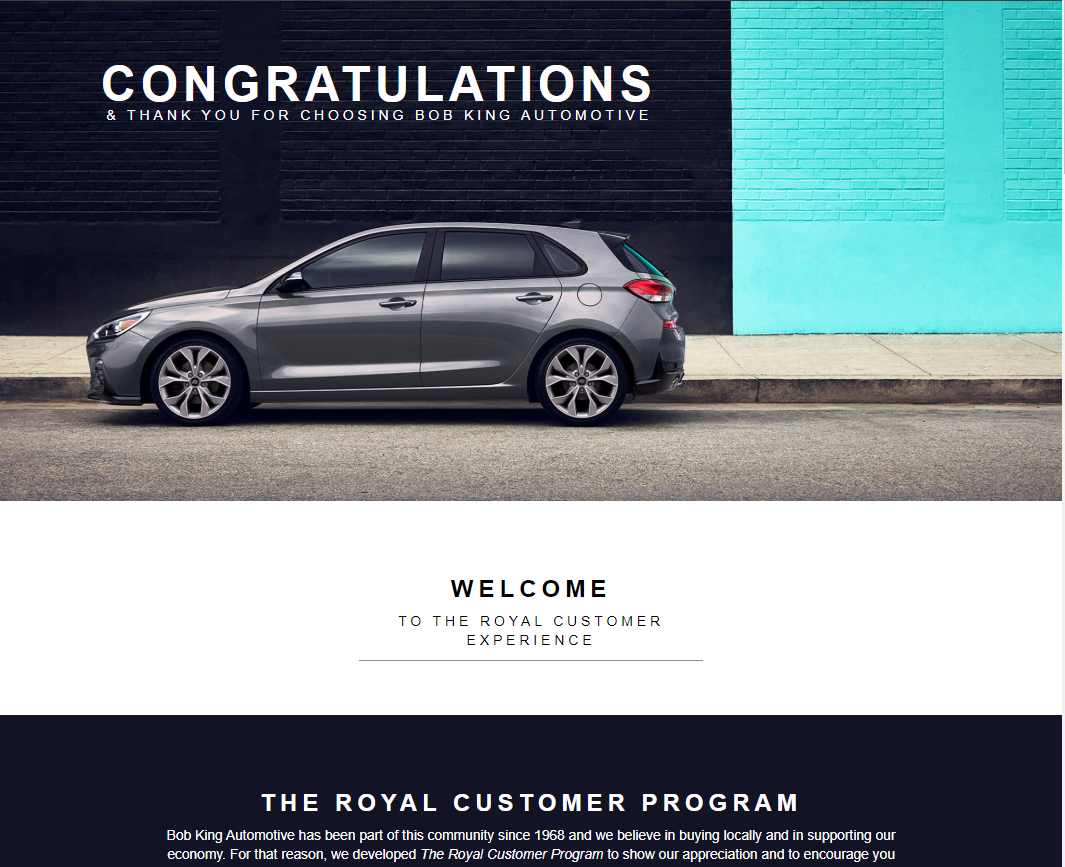 CONGRATULATIONS
& THANK YOU FOR CHOOSING BOB KING AUTOMOTIVE
WELCOME
TO THE ROYAL CUSTOMER
EXPERIENCE
THE ROYAL CUSTOMER PROGRAM
Bob King Automotive has been part of this community since 1968 and we believe in buying locally and in supporting our
economy. For that reason, we developed The Royal Customer Program to show our appreciation and to encourage you